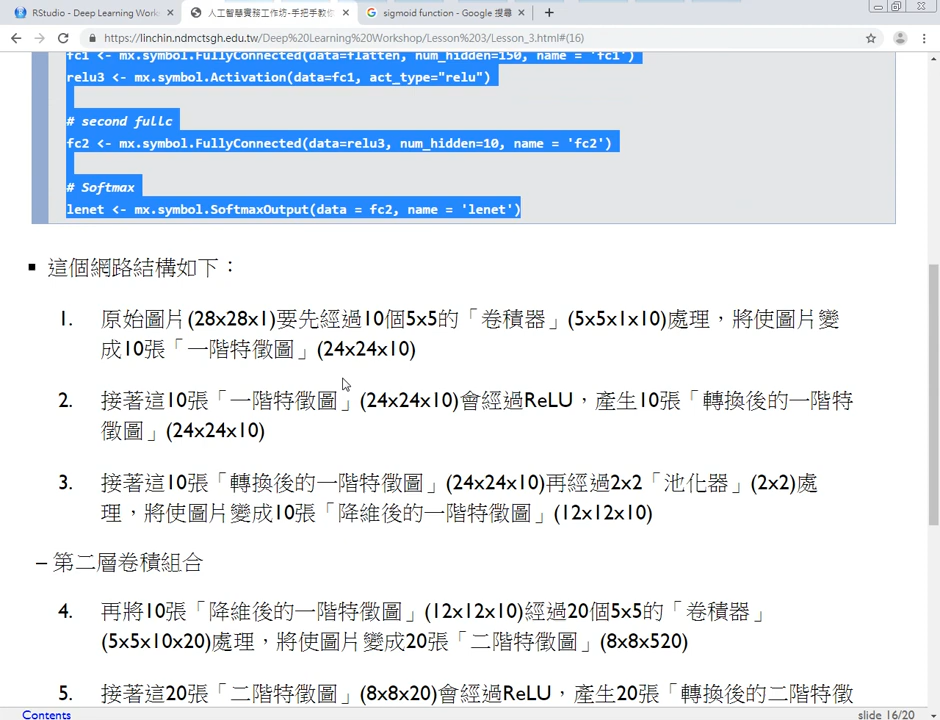 RStudio - Deep Learning Work
人工智慧實務工作坊-手把手教你
sigmoid function - Google 搜尋
https://linchin.ndmctsgh.edu.tw/Deep%20Learning%20Workshop/Lesson%203/Lesson_3.html#(16)
fc1 <- mx.symbol.FullyConnected(data=flatten, num_hidden=150, name = 'fc1')
relu3 <- mx.symbol.Activation(data=fc1, act_type="relu")
# second fullc
fc2 <- mx.symbol.FullyConnected(data=relu3, num_hidden=10, name = 'fc2')
# Softmax
lenet <- mx.symbol.SoftmaxOutput(data = fc2, name = 'lenet')
▪ 這個網路結構如下：
1. 原始圖片(28x28x1)要先經過10個5x5的「卷積器」(5x5x1x10)處理，將使圖片變
成10張「一階特徵圖」(24x24x10)
2. 接著這10張「一階特徵圖」(24x24x10)會經過ReLU，產生10張「轉換後的一階特
徵圖」(24x24x10)
3. 接著這10張「轉換後的一階特徵圖」(24x24x10)再經過2x2「池化器」(2x2)處
理，將使圖片變成10張「降維後的一階特徵圖」(12x12x10)
– 第二層卷積組合
4. 再將10張「降維後的一階特徵圖」(12x12x10)經過20個5x5的「卷積器」
(5x5x10x20)處理，將使圖片變成20張「二階特徵圖」(8x8x520)
5. 接著這20張「二階特徵圖」(8x8x20)會經過ReLU，產生20張「轉換後的二階特徵
Contents
slide 16/20